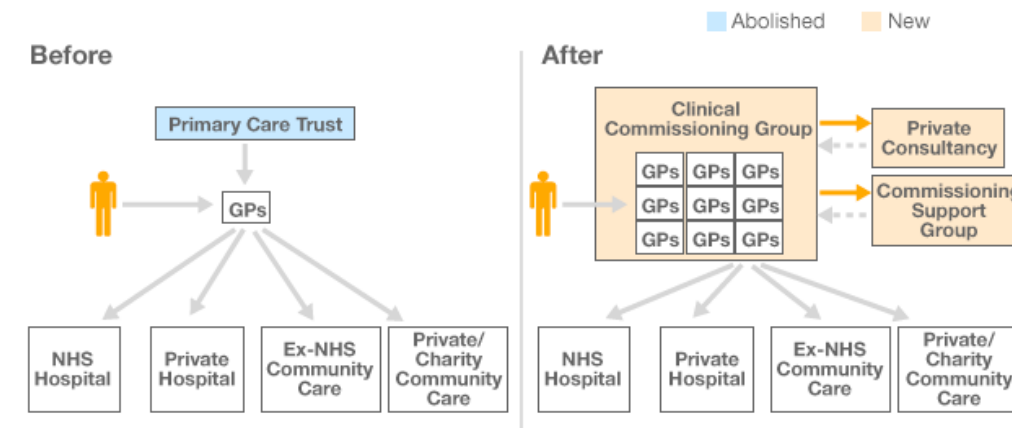 Abolished
New
Before
After
Primary Care Trust
GPs
NHS
Hospital
Private
Hospital
Ex-NHS
Community
Care
Private/
Charity
Community
Care
Clinical
Commissioning Group
GPs GPs GPs
GPs GPs GPs
GPs GPs GPs
Private
Consultancy
Commissioning
Support
Group
NHS
Hospital
Private
Hospital
Ex-NHS
Community
Care
Private/
Charity
Community
Care